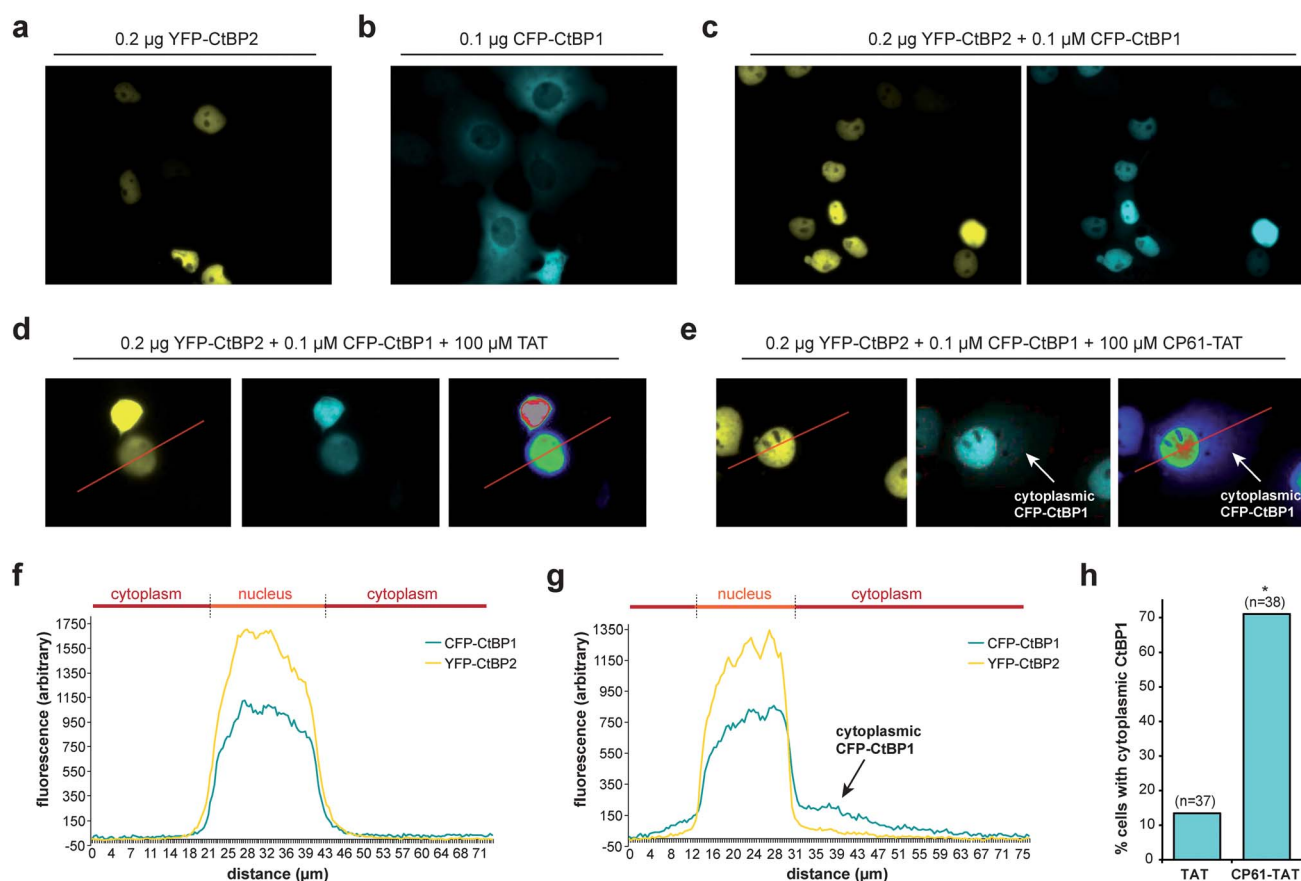 a
0.2 µg YFP-CtBP2
b
0.1 µg CFP-CtBP1
c
0.2 µg YFP-CtBP2 + 0.1 µM CFP-CtBP1
d
0.2 µg YFP-CtBP2 + 0.1 µM CFP-CtBP1 + 100 µM TAT
e
0.2 µg YFP-CtBP2 + 0.1 µM CFP-CtBP1 + 100 µM CP61-TAT
cytoplasmic
CFP-CtBP1
cytoplasmic
CFP-CtBP1
f
cytoplasm nucleus cytoplasm
fluorescence (arbitrary)
1750
1550
1350
1150
950
750
550
350
150
-50
CFP-CtBP1
YFP-CtBP2
0 4 7 11 14 18 21 25 28 32 36 39 43 46 50 53 57 60 64 68 71
distance (µm)
g
nucleus cytoplasm
fluorescence (arbitrary)
1350
1150
950
750
550
350
150
-50
CFP-CtBP1
YFP-CtBP2
cytoplasmic
CFP-CtBP1
0 4 8 12 16 20 24 28 31 35 39 43 47 51 55 59 63 67 71 75
distance (µm)
h
% cells with cytoplasmic CtBP1
70
60
50
40
30
20
10
0
*
(n=38)
(n=37)
TAT CP61-TAT